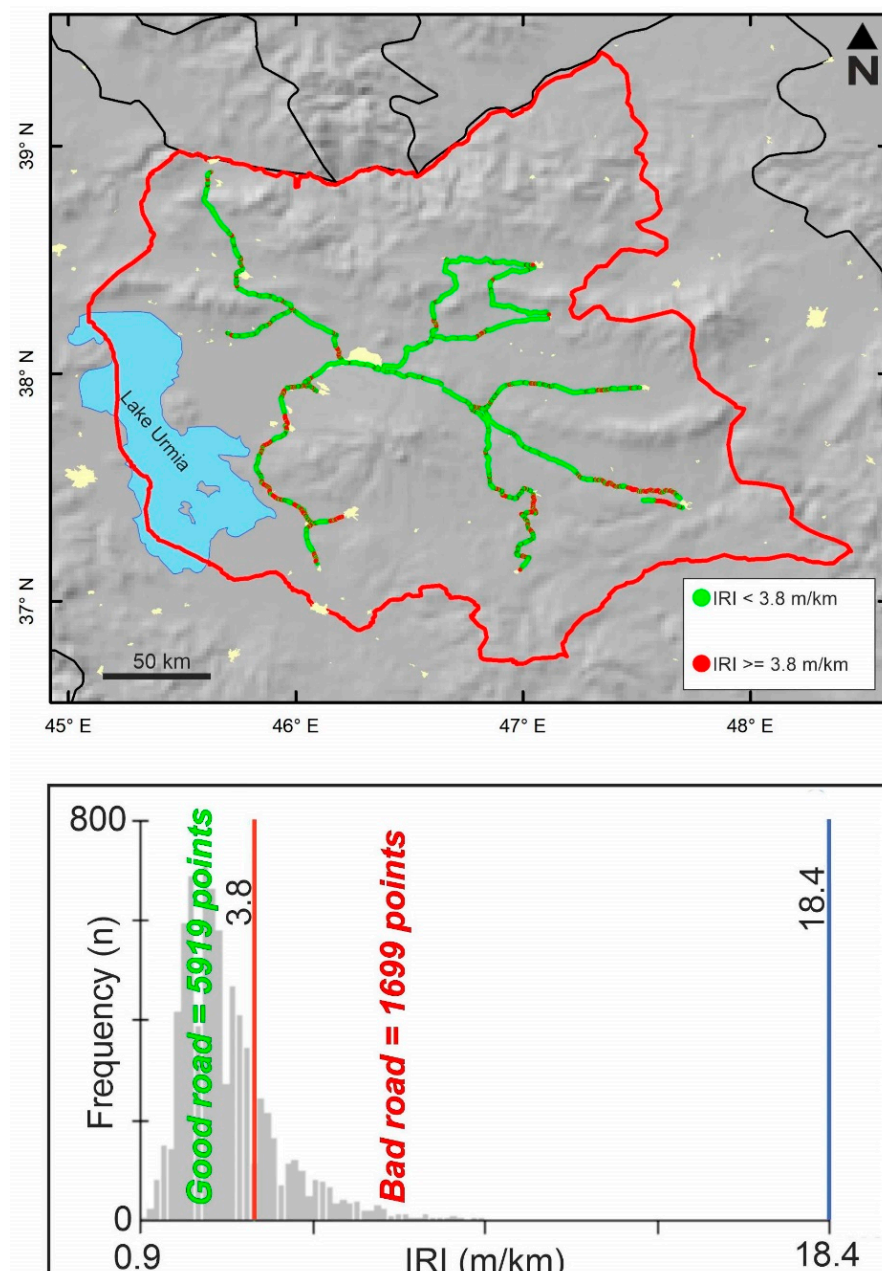 N
39° N
38° N
37° N
Lake Urmia
IRI < 3.8 m/km
IRI >= 3.8 m/km
50 km
45° E
46° E
47° E
48° E
800
Frequency (n)
0
Good road = 5919 points
3.8
Bad road = 1699 points
18.4
0.9
IRI (m/km)
18.4